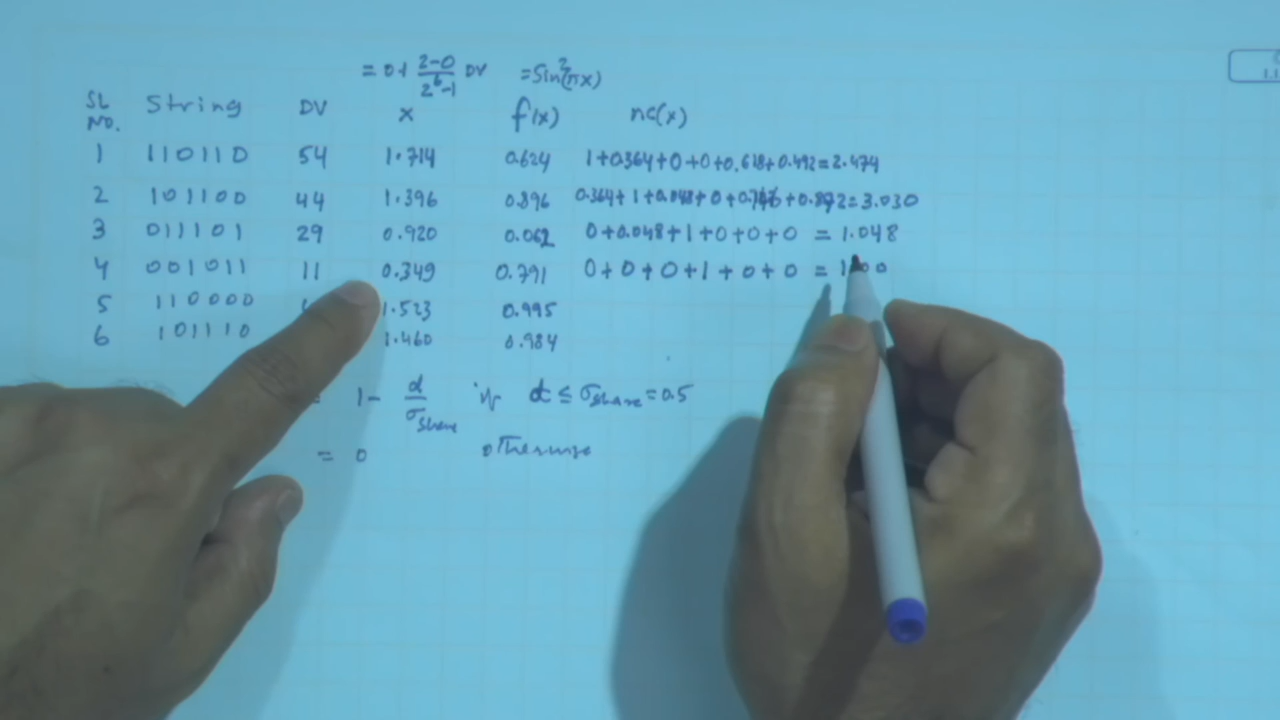 = 0+ 2-0/2^6-1 DV = Sin²(πx)
SL NO. String DV x f(x) nc(x)
1 110110 54 1.714 0.624 1+0.364+0+0+0.618+0.492=2.474
2 101100 44 1.396 0.896 0.364+1+0.048+0+ =3.030
3 011101 29 0.920 0.062 0+0.048+1+0+0+0 = 1.048
4 001011 11 0.349 0.791 0+0+0+1+0+0 = 1.00
5 110000 1.523 0.995
6 101110 1.460 0.984
= 1- d/σshare if d ≤ σshare = 0.5
= 0 otherwise